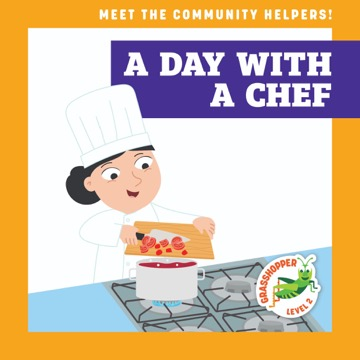 MEET THE COMMUNITY HELPERS!
A DAY WITH
A CHEF
GRASSHOPPER
LEVEL 2